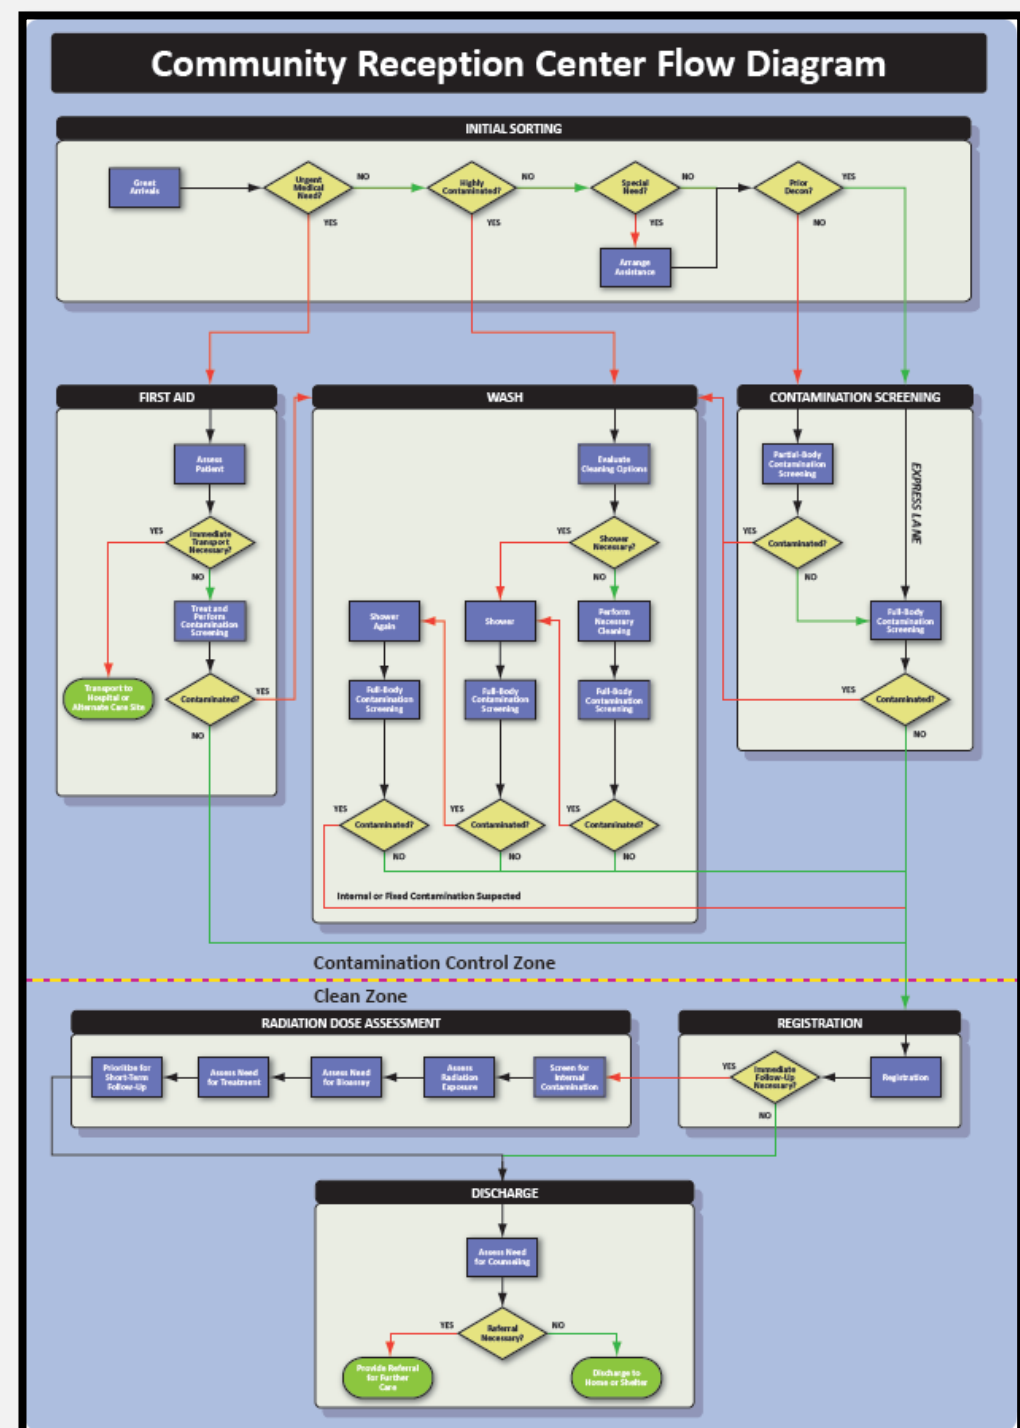 Community Reception Center Flow Diagram
INITIAL SORTING
Great
Arrivals
Urgent
Medical
Need?
NO
YES
Highly
Contaminated?
NO
YES
Special
Need?
NO
YES
Arrange
Assistance
Prior
Decon?
YES
NO
FIRST AID
Assess
Patient
Immediate
Transport
Necessary?
YES
NO
Treat and
Perform
Contamination
Screening
Transport to
Hospital or
Alternate Care Site
Contaminated?
YES
NO
WASH
Evaluate
Cleaning Options
Shower
Necessary?
YES
NO
Shower
Again
Shower
Perform
Necessary
Cleaning
Full-Body
Contamination
Screening
Full-Body
Contamination
Screening
Full-Body
Contamination
Screening
YES
Contaminated?
NO
YES
Contaminated?
NO
YES
Contaminated?
NO
Internal or Fixed Contamination Suspected
CONTAMINATION SCREENING
Partial-Body
Contamination
Screening
EXPRESS LANE
YES
Contaminated?
NO
Full-Body
Contamination
Screening
YES
Contaminated?
NO
Contamination Control Zone
Clean Zone
RADIATION DOSE ASSESSMENT
Prioritize for
Short-Term
Follow-Up
Assess Need
for Treatment
Assess Need
for Bioassay
Assess
Radiation
Exposure
Screen for
Internal
Contamination
REGISTRATION
YES
Immediate
Follow-Up
Necessary?
NO
Registration
DISCHARGE
Assess Need
for Counseling
YES
Referral
Necessary?
NO
Provide Referral
for Further
Care
Discharge to
Home or Shelter